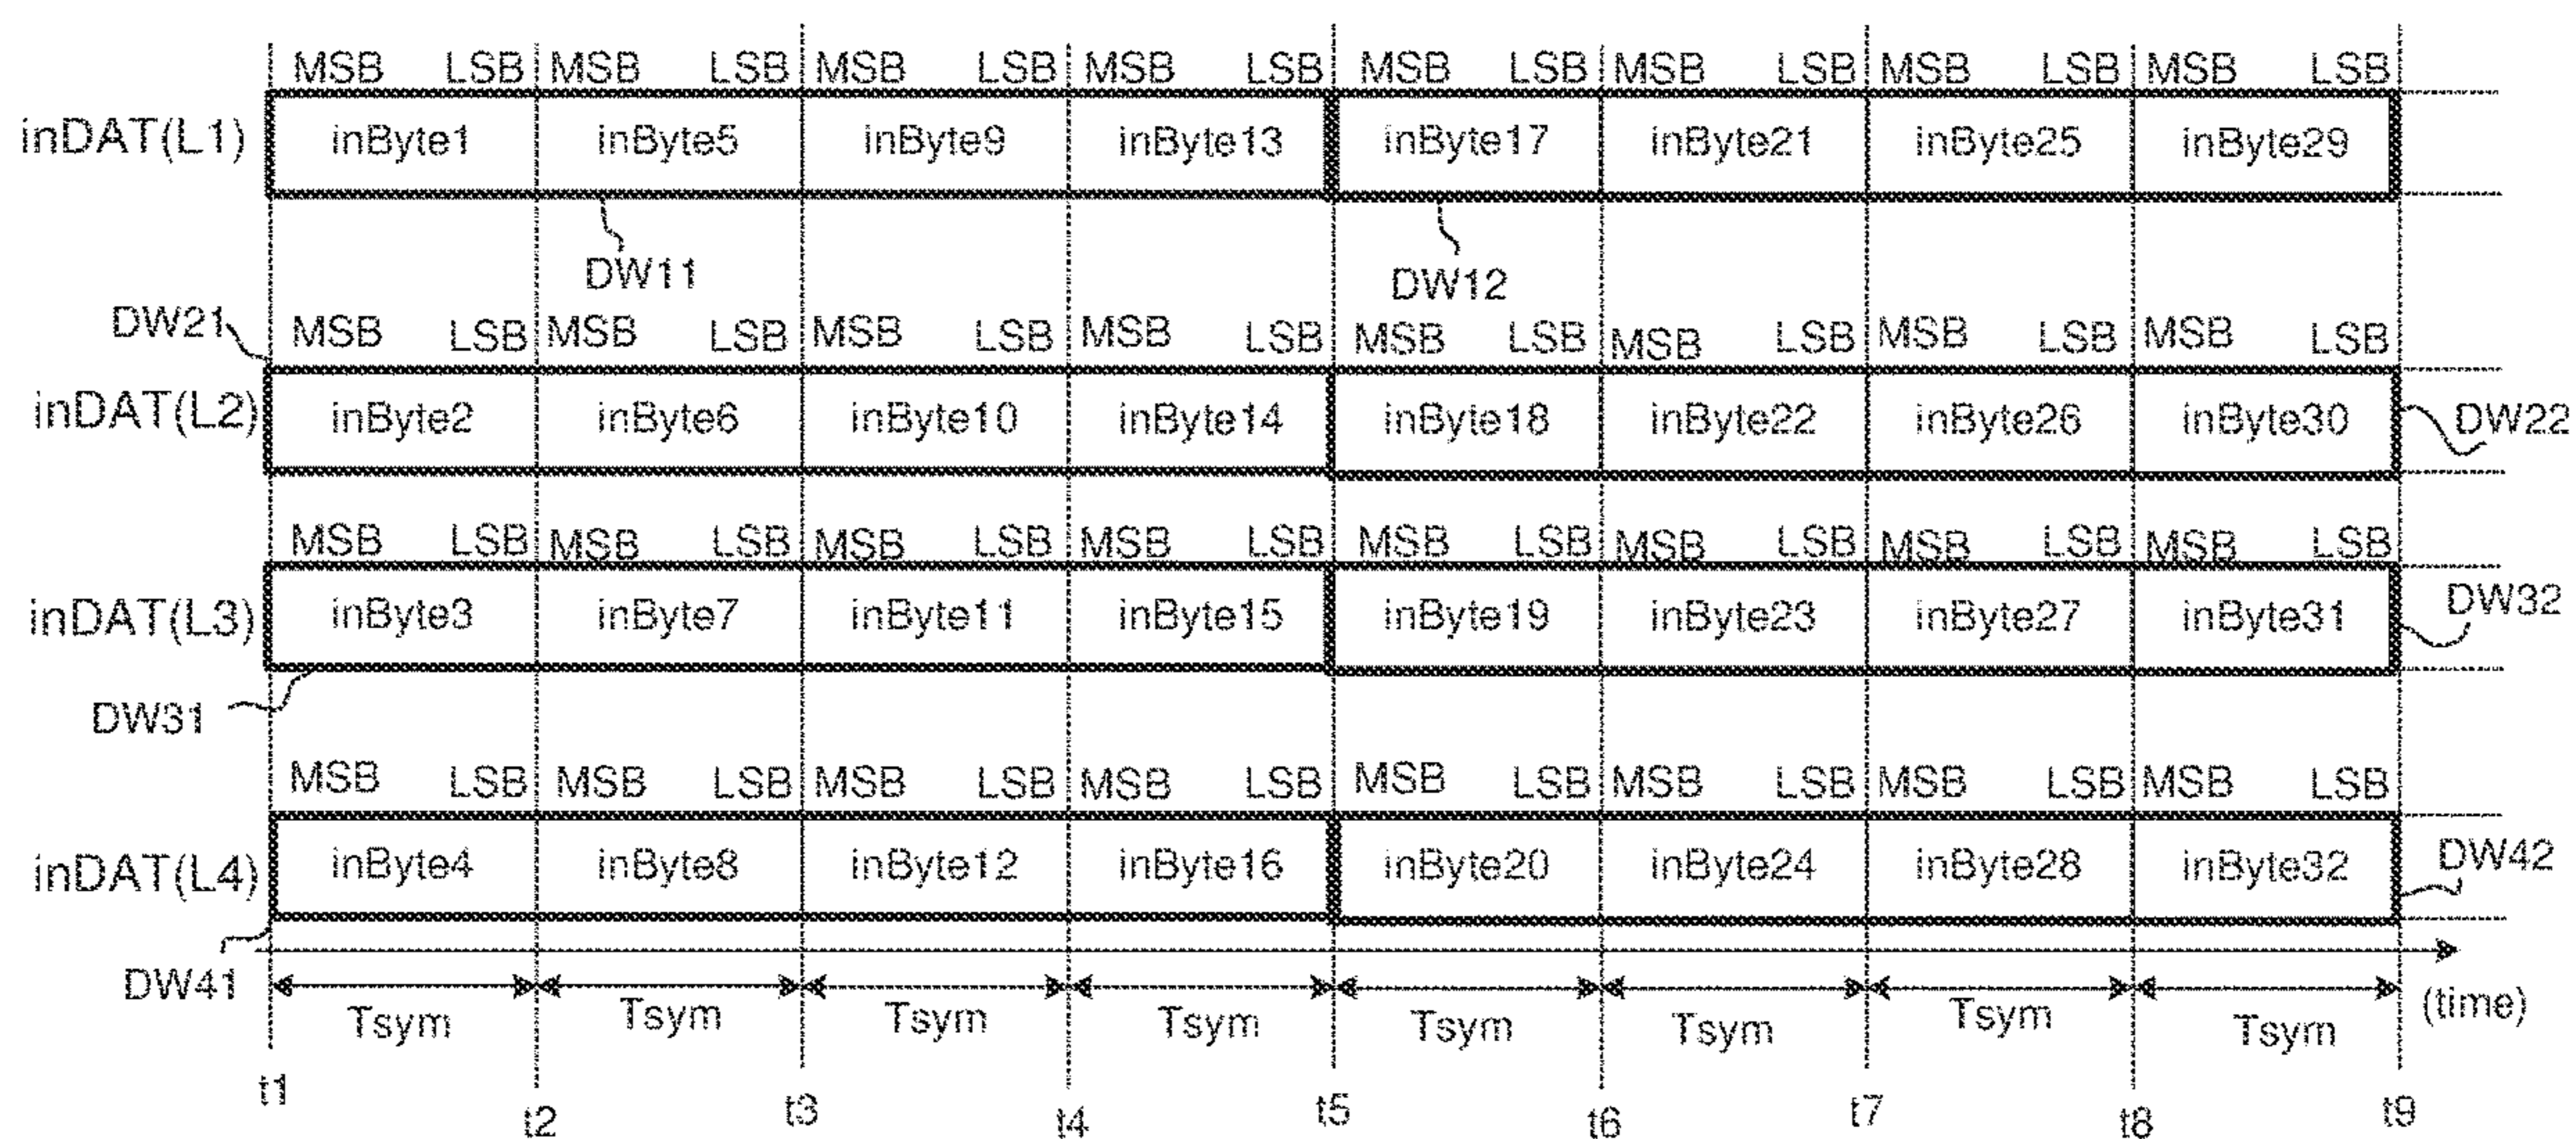 MSB LSB MSB LSB MSB LSB MSB LSB MSB LSB MSB LSB MSB LSB MSB LSB
inDAT(L1) inByte1 inByte5 inByte9 inByte13 inByte17 inByte21 inByte25 inByte29
DW11 DW12
DW21 MSB LSB MSB LSB MSB LSB MSB LSB MSB LSB MSB LSB MSB LSB MSB LSB
inDAT(L2) inByte2 inByte6 inByte10 inByte14 inByte18 inByte22 inByte26 inByte30 DW22
MSB LSB MSB LSB MSB LSB MSB LSB MSB LSB MSB LSB MSB LSB MSB LSB
inDAT(L3) inByte3 inByte7 inByte11 inByte15 inByte19 inByte23 inByte27 inByte31 DW32
DW31
MSB LSB MSB LSB MSB LSB MSB LSB MSB LSB MSB LSB MSB LSB MSB LSB
inDAT(L4) inByte4 inByte8 inByte12 inByte16 inByte20 inByte24 inByte28 inByte32 DW42
DW41
Tsym Tsym Tsym Tsym Tsym Tsym Tsym Tsym (time)
t1 t2 t3 t4 t5 t6 t7 t8 t9